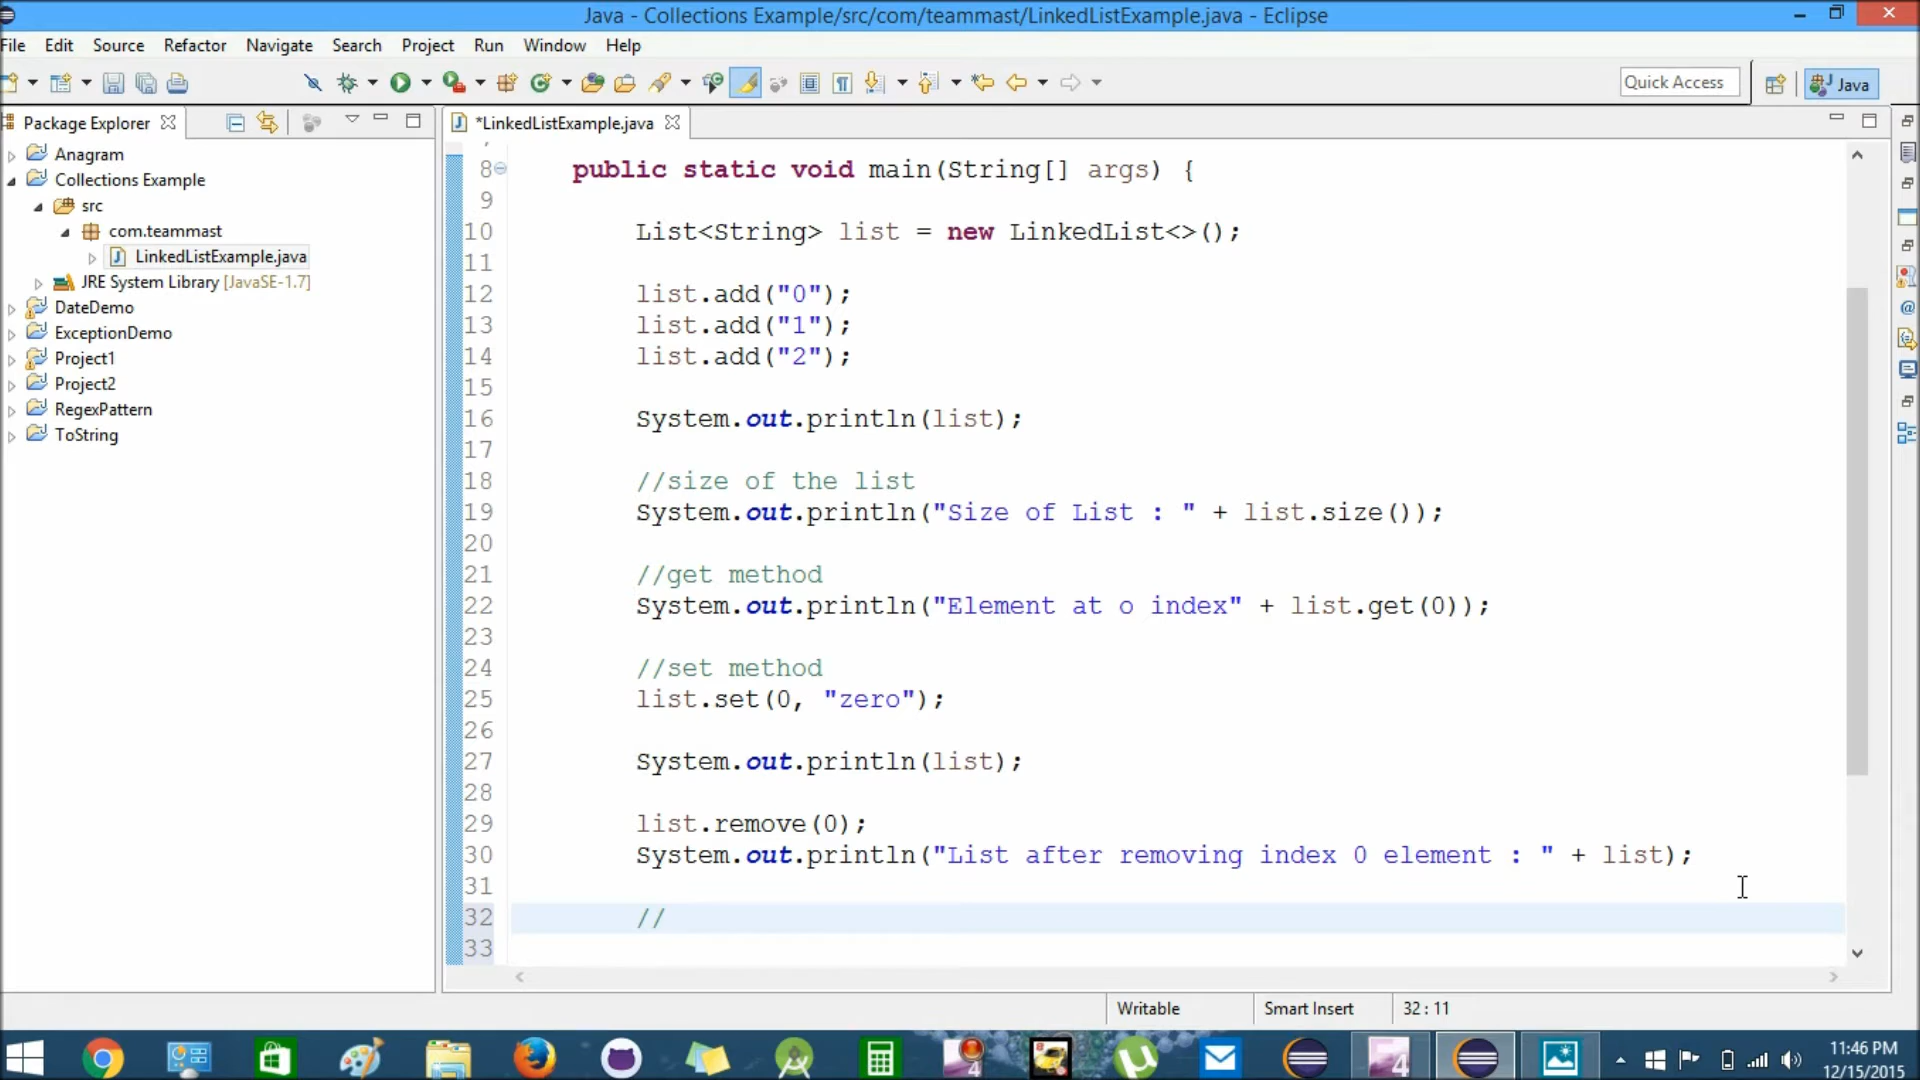 Java - Collections Example/src/com/teammast/LinkedListExample.java - Eclipse
File Edit Source Refactor Navigate Search Project Run Window Help
Quick Access
Java
Package Explorer
*LinkedListExample.java
Anagram
Collections Example
src
com.teammast
LinkedListExample.java
JRE System Library [JavaSE-1.7]
DateDemo
ExceptionDemo
Project1
Project2
RegexPattern
ToString
8 public static void main(String[] args) {
9
10 List<String> list = new LinkedList<>();
11
12 list.add("0");
13 list.add("1");
14 list.add("2");
15
16 System.out.println(list);
17
18 //size of the list
19 System.out.println("Size of List : " + list.size());
20
21 //get method
22 System.out.println("Element at o index" + list.get(0));
23
24 //set method
25 list.set(0, "zero");
26
27 System.out.println(list);
28
29 list.remove(0);
30 System.out.println("List after removing index 0 element : " + list);
31
32 //
33
Writable
Smart Insert
32 : 11
11:46 PM
12/15/2015